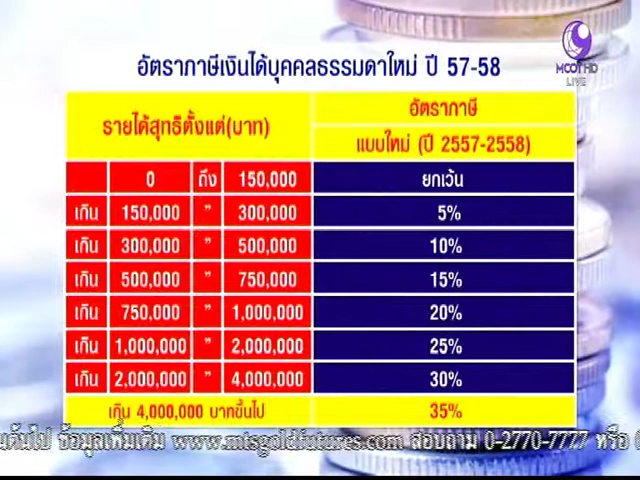 MCOT HD
LIVE
อัตราภาษีเงินได้บุคคลธรรมดาใหม่ ปี 57-58
รายได้สุทธิตั้งแต่(บาท) อัตราภาษี
แบบใหม่ (ปี 2557-2558)
0 ถึง 150,000 ยกเว้น
เกิน 150,000 " 300,000 5%
เกิน 300,000 " 500,000 10%
เกิน 500,000 " 750,000 15%
เกิน 750,000 " 1,000,000 20%
เกิน 1,000,000 " 2,000,000 25%
เกิน 2,000,000 " 4,000,000 30%
เกิน 4,000,000 บาทขึ้นไป 35%
ต้นไป ข้อมูลเพิ่มเติม www.mtsgoldfutures.com สอบถาม 0-2770-7777 หรือ